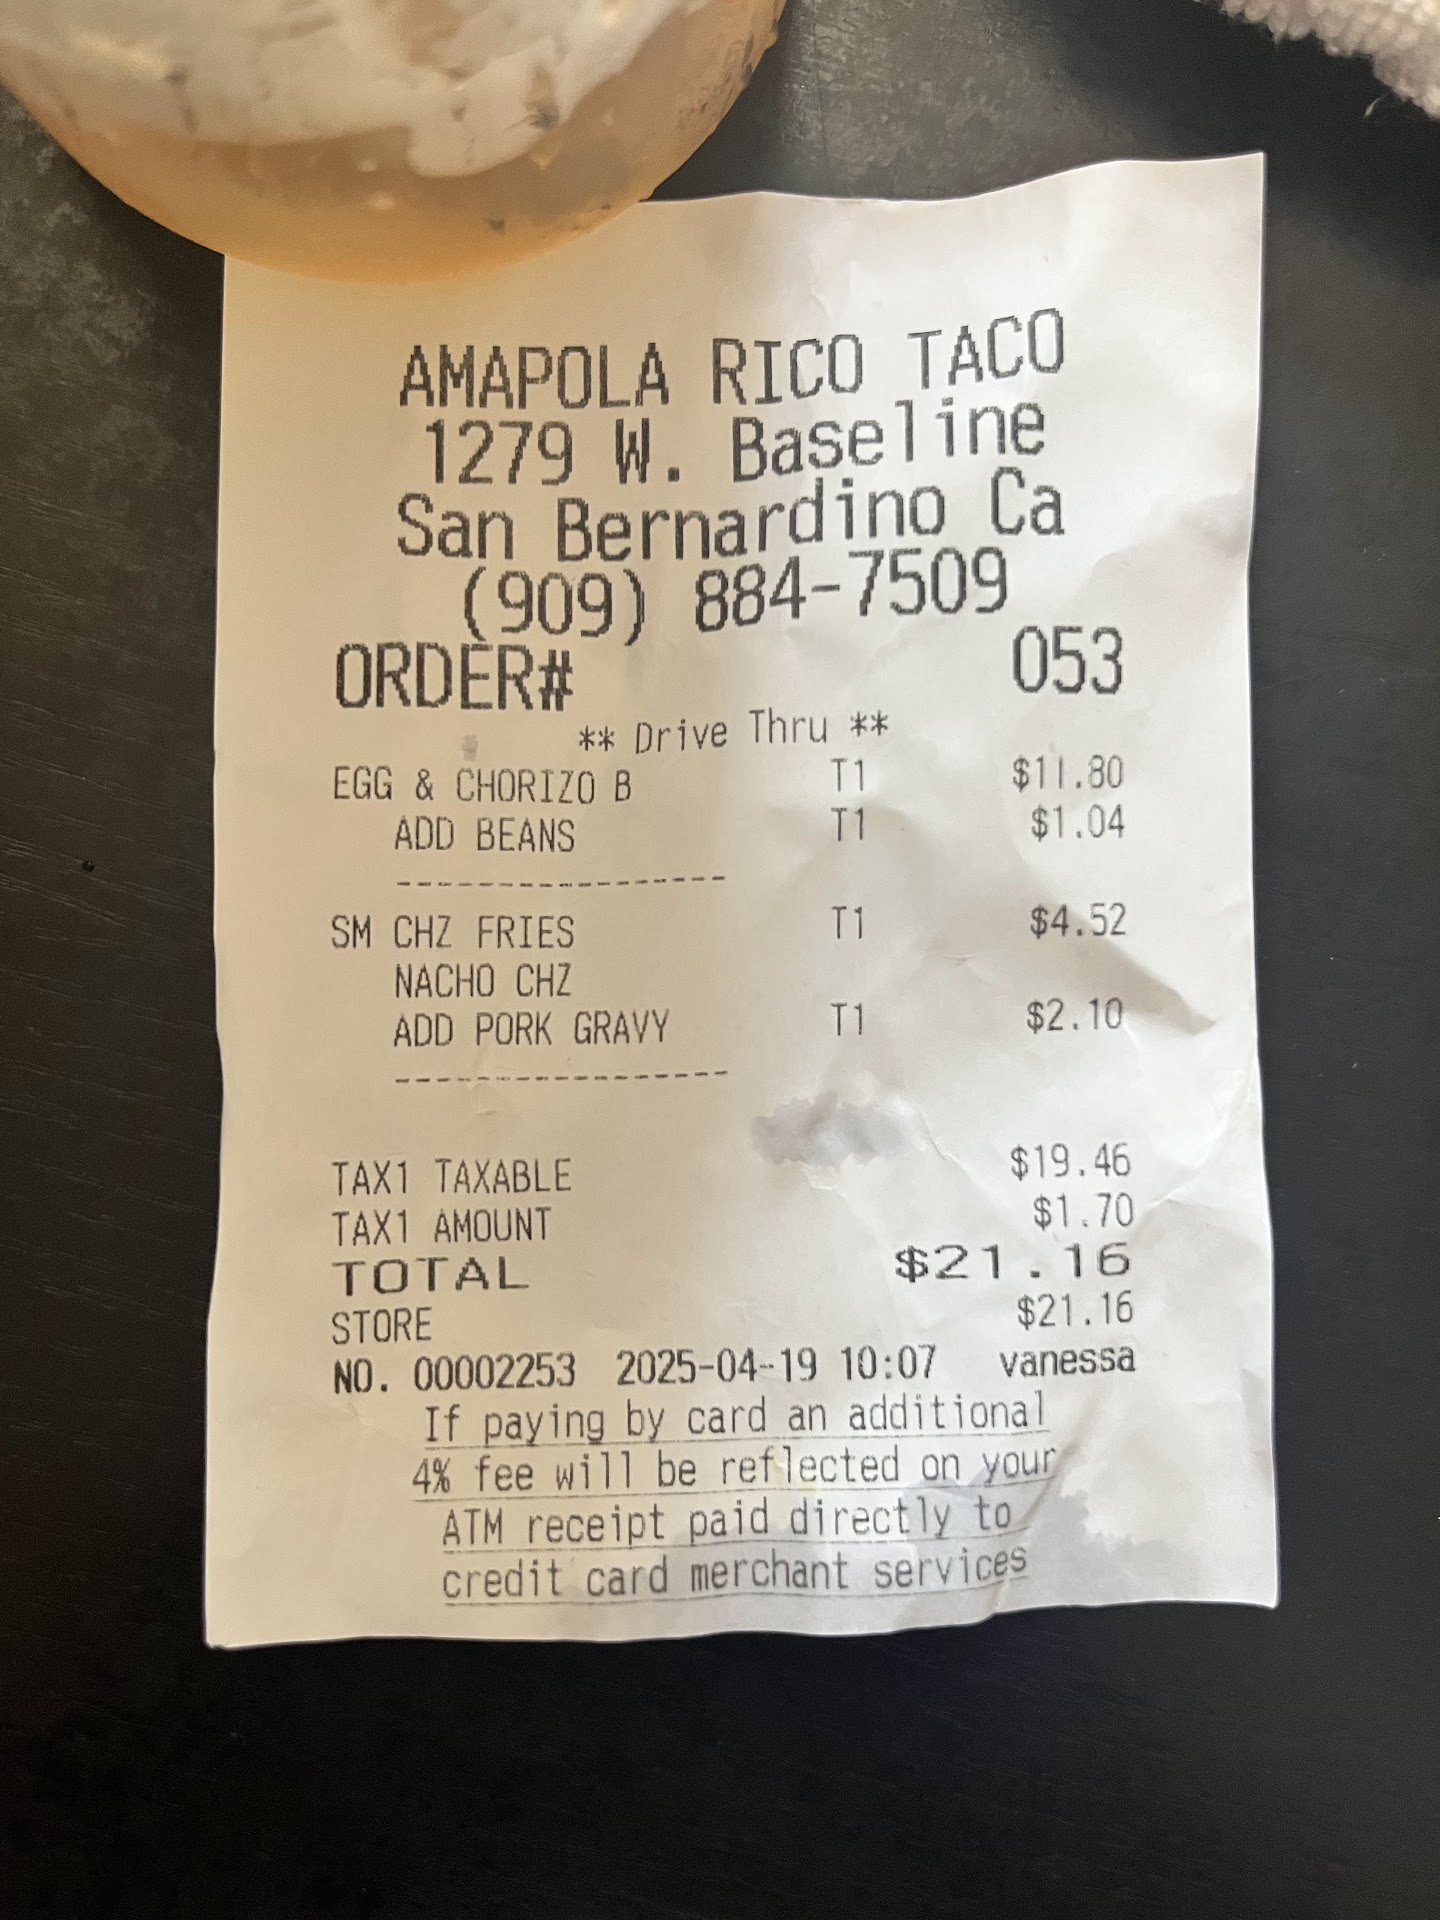 AMAPOLA RICO TACO
1279 W. Baseline
San Bernardino Ca
(909) 884-7509
ORDER# 053
** Drive Thru **
EGG & CHORIZO B T1 $11.80
ADD BEANS T1 $1.04
-----------------
SM CHZ FRIES T1 $4.52
NACHO CHZ
ADD PORK GRAVY T1 $2.10
-----------------
TAX1 TAXABLE $19.46
TAX1 AMOUNT $1.70
TOTAL $21.16
STORE $21.16
NO. 00002253 2025-04-19 10:07 vanessa
If paying by card an additional
4% fee will be reflected on your
ATM receipt paid directly to
credit card merchant services